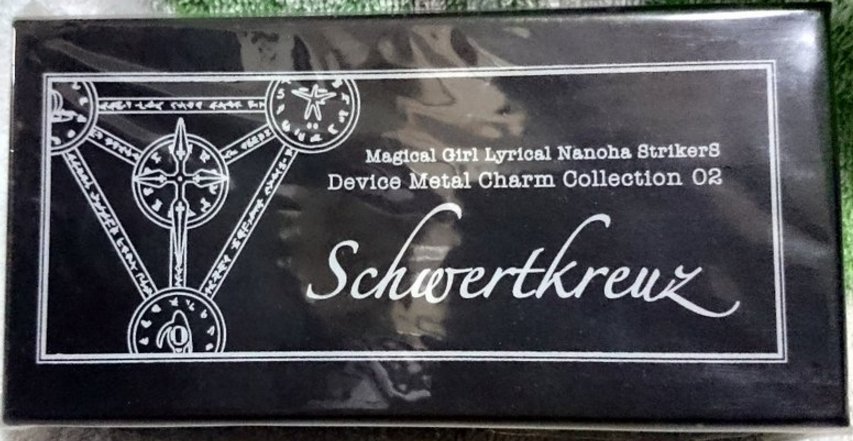 Magical Girl Lyrical Nanoha StrikerS
Device Metal Charm Collection 02
Schwertkreuz